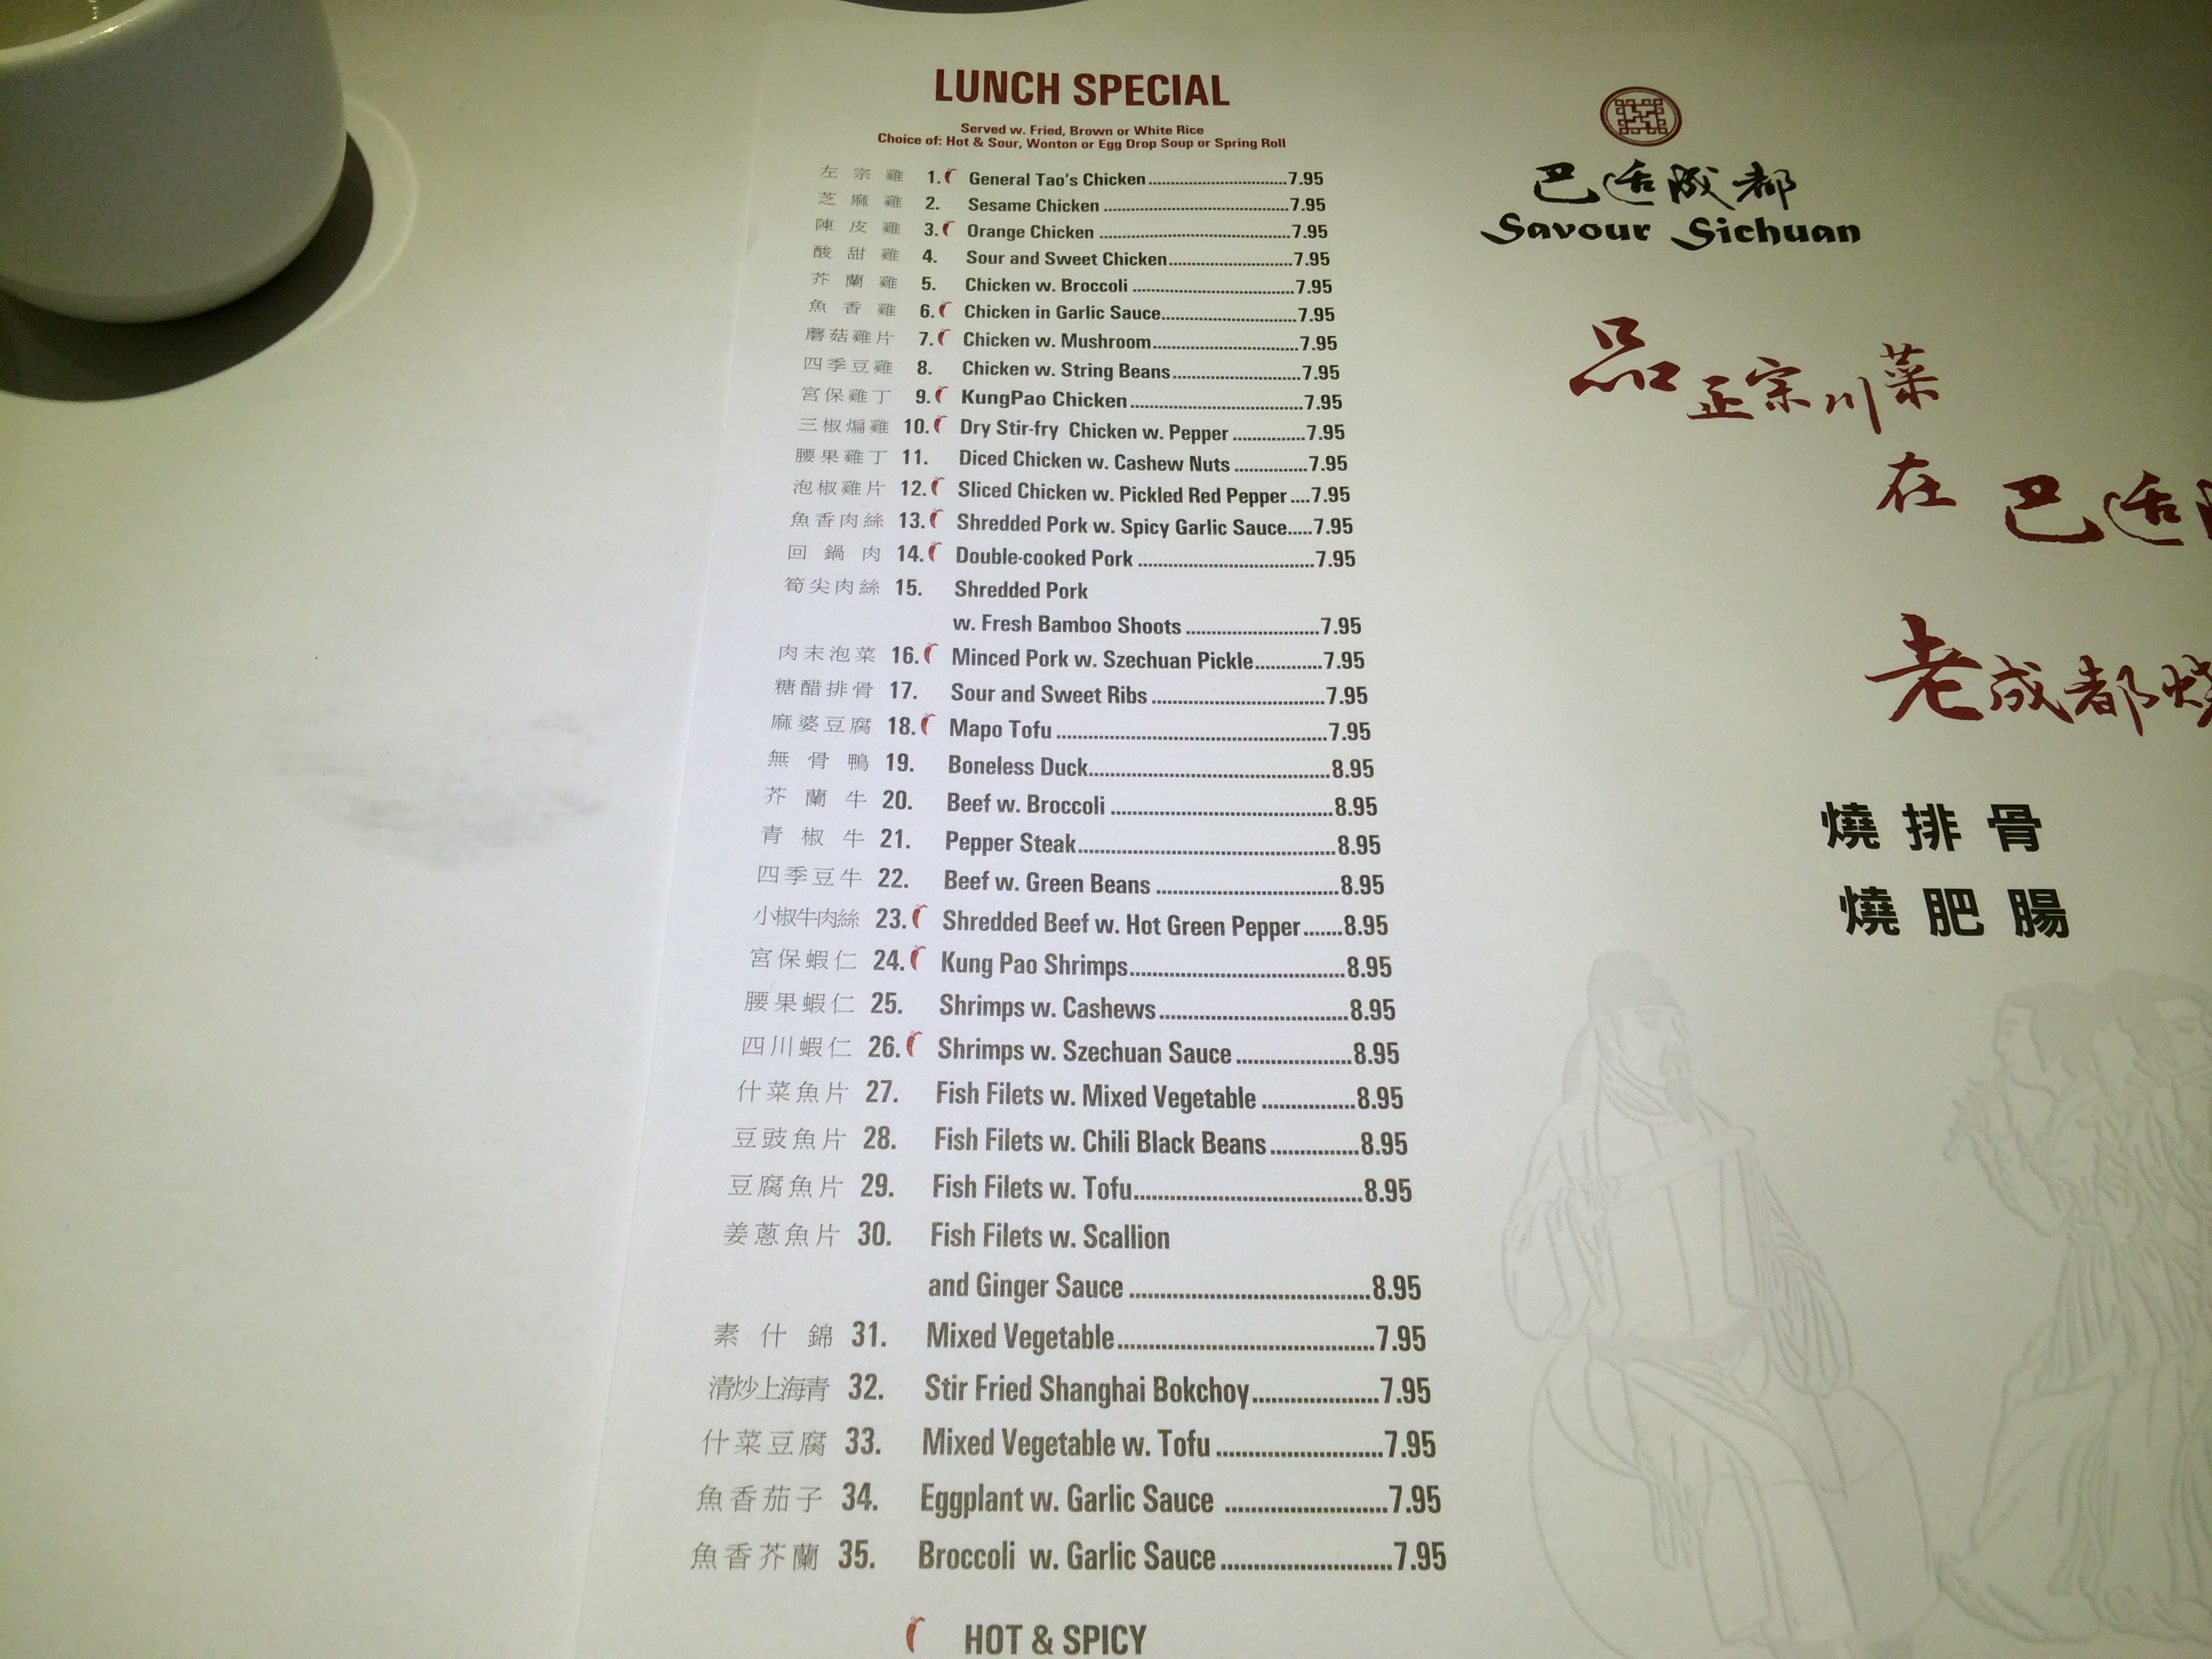 LUNCH SPECIAL
Served w. Fried, Brown or White Rice
Choice of: Hot & Sour, Wonton or Egg Drop Soup or Spring Roll
左宗雞 1. General Tao's Chicken 7.95
芝麻雞 2. Sesame Chicken 7.95
陳皮雞 3. Orange Chicken 7.95
酸甜雞 4. Sour and Sweet Chicken 7.95
芥蘭雞 5. Chicken w. Broccoli 7.95
魚香雞 6. Chicken in Garlic Sauce 7.95
蘑菇雞片 7. Chicken w. Mushroom 7.95
四季豆雞 8. Chicken w. String Beans 7.95
宮保雞丁 9. KungPao Chicken 7.95
三椒煸雞 10. Dry Stir-fry Chicken w. Pepper 7.95
腰果雞丁 11. Diced Chicken w. Cashew Nuts 7.95
泡椒雞片 12. Sliced Chicken w. Pickled Red Pepper 7.95
魚香肉絲 13. Shredded Pork w. Spicy Garlic Sauce 7.95
回鍋肉 14. Double-cooked Pork 7.95
筍尖肉絲 15. Shredded Pork
w. Fresh Bamboo Shoots 7.95
肉末泡菜 16. Minced Pork w. Szechuan Pickle 7.95
糖醋排骨 17. Sour and Sweet Ribs 7.95
麻婆豆腐 18. Mapo Tofu 7.95
無骨鴨 19. Boneless Duck 8.95
芥蘭牛 20. Beef w. Broccoli 8.95
青椒牛 21. Pepper Steak 8.95
四季豆牛 22. Beef w. Green Beans 8.95
小椒牛肉絲 23. Shredded Beef w. Hot Green Pepper 8.95
宮保蝦仁 24. Kung Pao Shrimps 8.95
腰果蝦仁 25. Shrimps w. Cashews 8.95
四川蝦仁 26. Shrimps w. Szechuan Sauce 8.95
什菜魚片 27. Fish Filets w. Mixed Vegetable 8.95
豆豉魚片 28. Fish Filets w. Chili Black Beans 8.95
豆腐魚片 29. Fish Filets w. Tofu 8.95
姜蔥魚片 30. Fish Filets w. Scallion
and Ginger Sauce 8.95
素什錦 31. Mixed Vegetable 7.95
清炒上海青 32. Stir Fried Shanghai Bokchoy 7.95
什菜豆腐 33. Mixed Vegetable w. Tofu 7.95
魚香茄子 34. Eggplant w. Garlic Sauce 7.95
魚香芥蘭 35. Broccoli w. Garlic Sauce 7.95
HOT & SPICY
巴适成都
Savour Sichuan
品正宗川菜
在巴适
老成都燒
燒排骨
燒肥腸